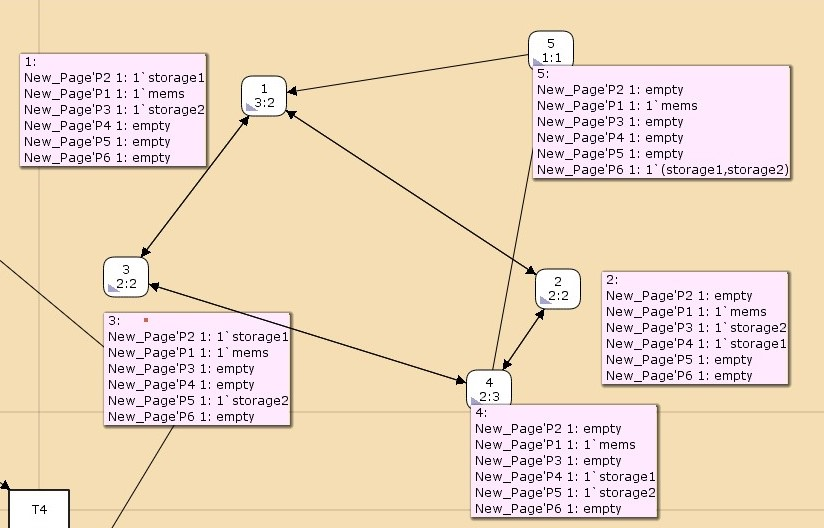 1:
New_Page'P2 1: 1`storage1
New_Page'P1 1: 1`mems
New_Page'P3 1: 1`storage2
New_Page'P4 1: empty
New_Page'P5 1: empty
New_Page'P6 1: empty
1
3:2
5
1:1
5:
New_Page'P2 1: empty
New_Page'P1 1: 1`mems
New_Page'P3 1: empty
New_Page'P4 1: empty
New_Page'P5 1: empty
New_Page'P6 1: 1`(storage1,storage2)
3
2:2
2
2:2
2:
New_Page'P2 1: empty
New_Page'P1 1: 1`mems
New_Page'P3 1: 1`storage2
New_Page'P4 1: 1`storage1
New_Page'P5 1: empty
New_Page'P6 1: empty
3:
New_Page'P2 1: 1`storage1
New_Page'P1 1: 1`mems
New_Page'P3 1: empty
New_Page'P4 1: empty
New_Page'P5 1: 1`storage2
New_Page'P6 1: empty
4
2:3
4:
New_Page'P2 1: empty
New_Page'P1 1: 1`mems
New_Page'P3 1: empty
New_Page'P4 1: 1`storage1
New_Page'P5 1: 1`storage2
New_Page'P6 1: empty
T4